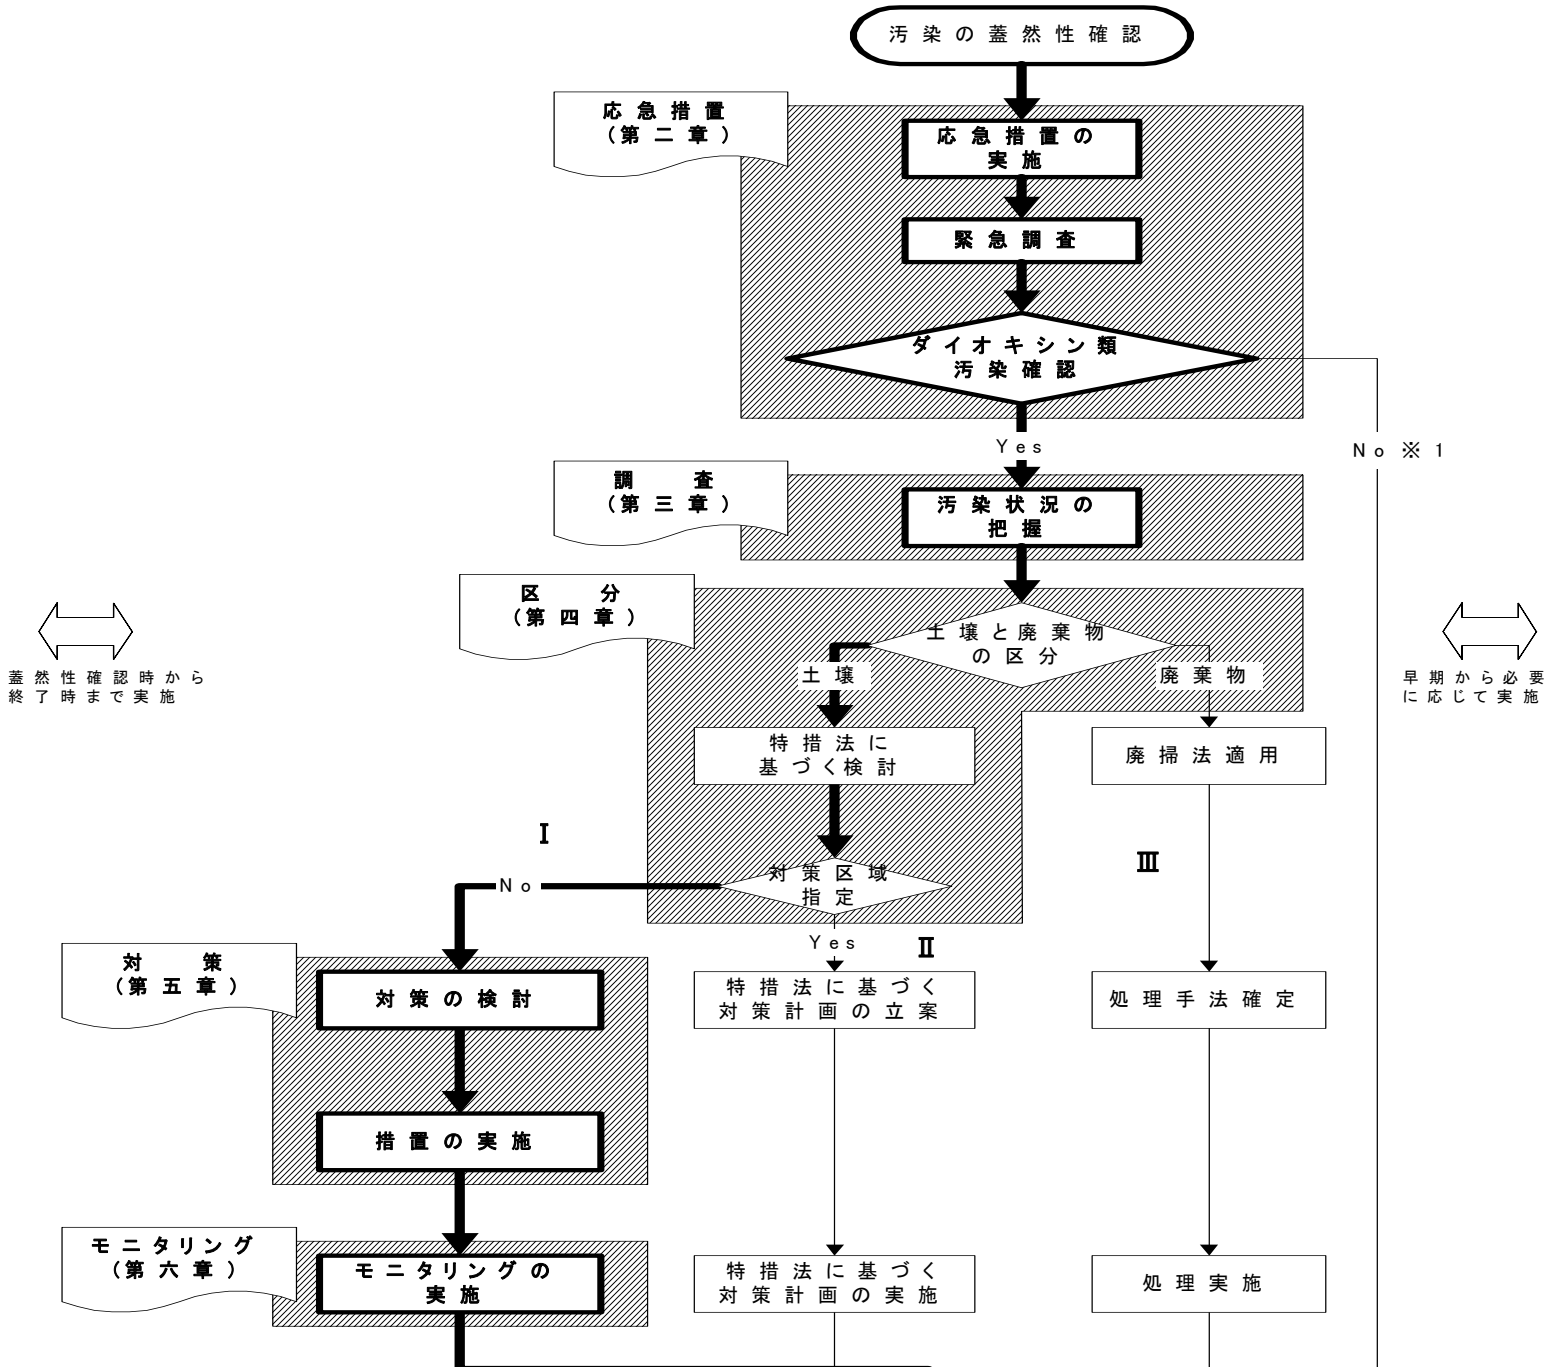 汚染の蓋然性確認
応急措置
（第二章）
応急措置の
実施
緊急調査
ダイオキシン類
汚染確認
Yes
No※1
調査
（第三章）
汚染状況の
把握
区分
（第四章）
土壌と廃棄物
の区分
土壌
廃棄物
蓋然性確認時から
終了時まで実施
早期から必要
に応じて実施
特措法に
基づく検討
廃掃法適用
Ⅰ
Ⅲ
対策区域
指定
No
Yes
Ⅱ
対策
（第五章）
対策の検討
特措法に基づく
対策計画の立案
処理手法確定
措置の実施
モニタリング
（第六章）
モニタリングの
実施
特措法に基づく
対策計画の実施
処理実施